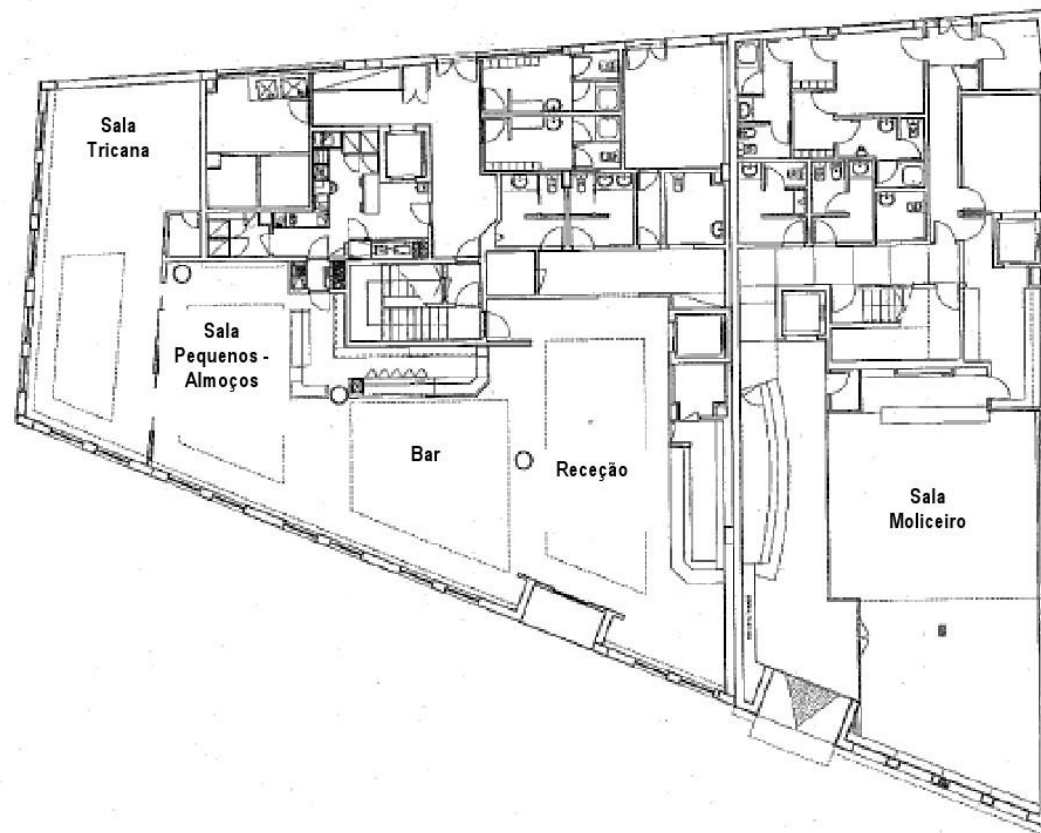 Sala
Tricana
Sala
Pequenos -
Almoços
Bar
Receção
Sala
Moliceiro